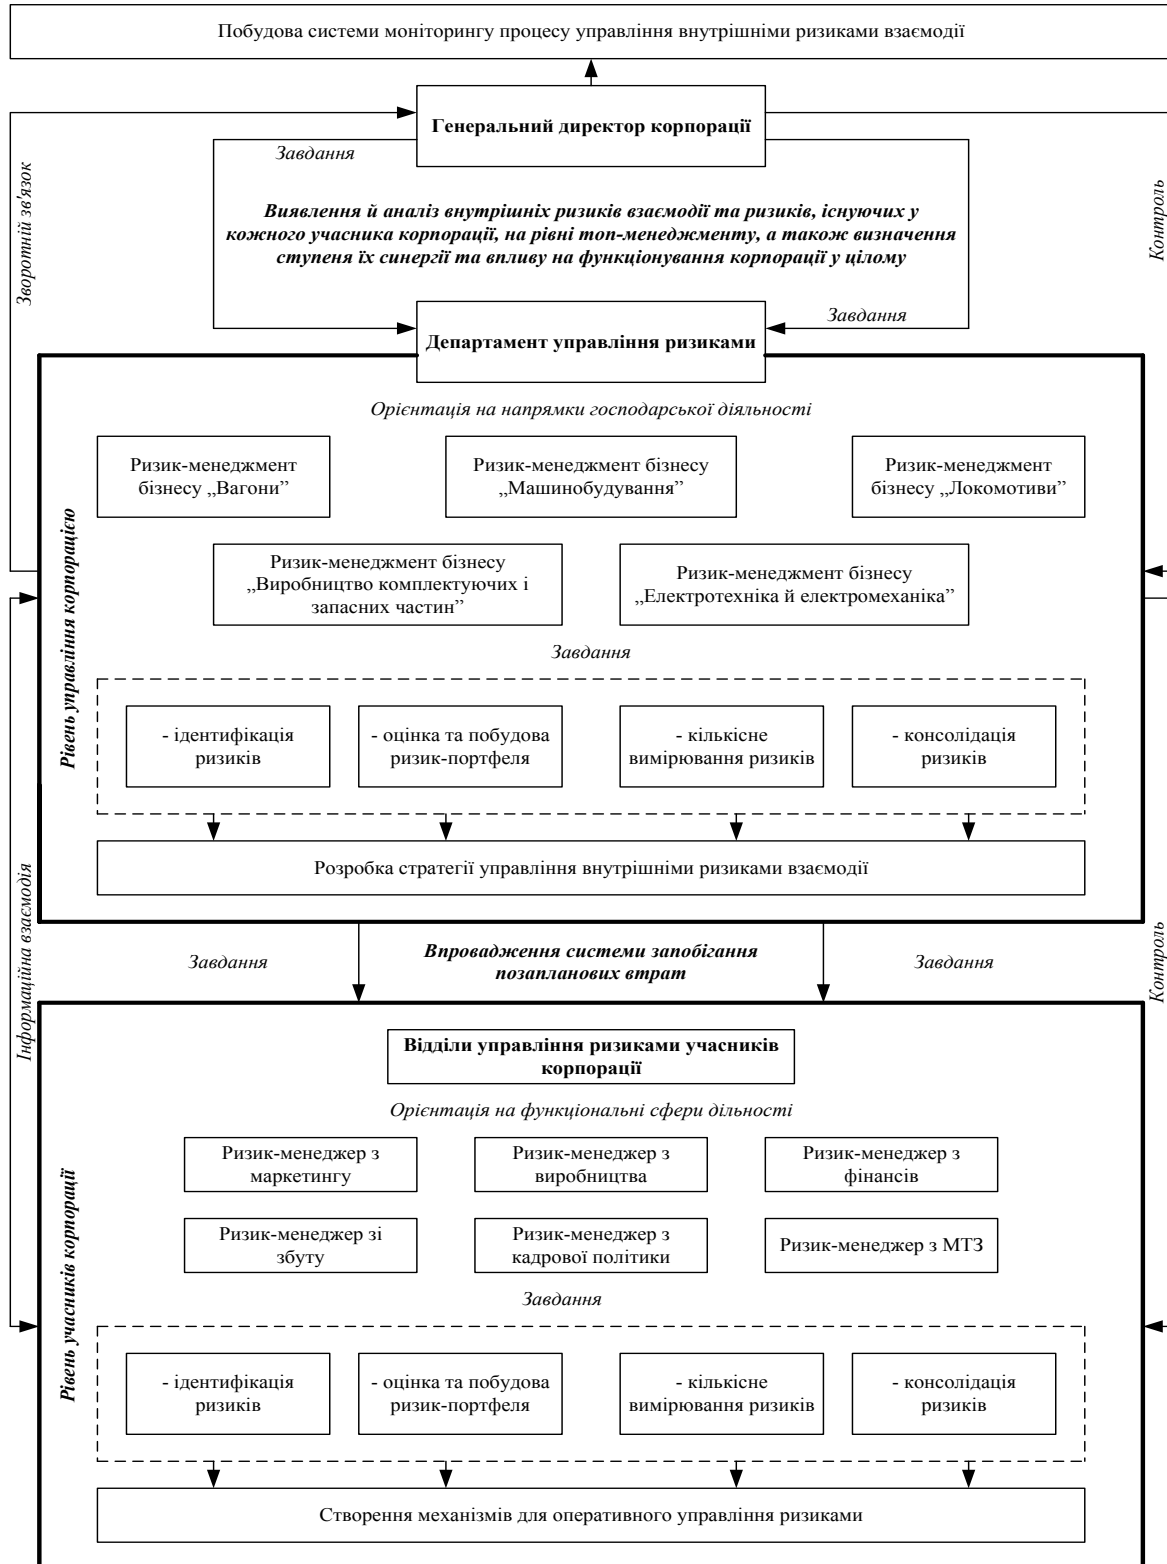 Побудова системи моніторингу процесу управління внутрішніми ризиками взаємодії
Генеральний директор корпорації
Завдання
Зворотній зв'язок
Контроль
Виявлення й аналіз внутрішніх ризиків взаємодії та ризиків, існуючих у
кожного учасника корпорації, на рівні топ-менеджменту, а також визначення
ступеня їх синергії та впливу на функціонування корпорації у цілому
Завдання
Департамент управління ризиками
Рівень управління корпорацією
Орієнтація на напрямки господарської діяльності
Ризик-менеджмент
бізнесу „Вагони”
Ризик-менеджмент бізнесу
„Машинобудування”
Ризик-менеджмент
бізнесу „Локомотиви”
Ризик-менеджмент бізнесу
„Виробництво комплектуючих і
запасних частин”
Ризик-менеджмент бізнесу
„Електротехніка й електромеханіка”
Завдання
- ідентифікація
ризиків
- оцінка та побудова
ризик-портфеля
- кількісне
вимірювання ризиків
- консолідація
ризиків
Розробка стратегії управління внутрішніми ризиками взаємодії
Інформаційна взаємодія
Завдання
Впровадження системи запобігання
позапланових втрат
Завдання
Контроль
Рівень учасників корпорації
Відділи управління ризиками учасників
корпорації
Орієнтація на функціональні сфери дільності
Ризик-менеджер з
маркетингу
Ризик-менеджер з
виробництва
Ризик-менеджер з
фінансів
Ризик-менеджер зі
збуту
Ризик-менеджер з
кадрової політики
Ризик-менеджер з МТЗ
Завдання
- ідентифікація
ризиків
- оцінка та побудова
ризик-портфеля
- кількісне
вимірювання ризиків
- консолідація
ризиків
Створення механізмів для оперативного управління ризиками